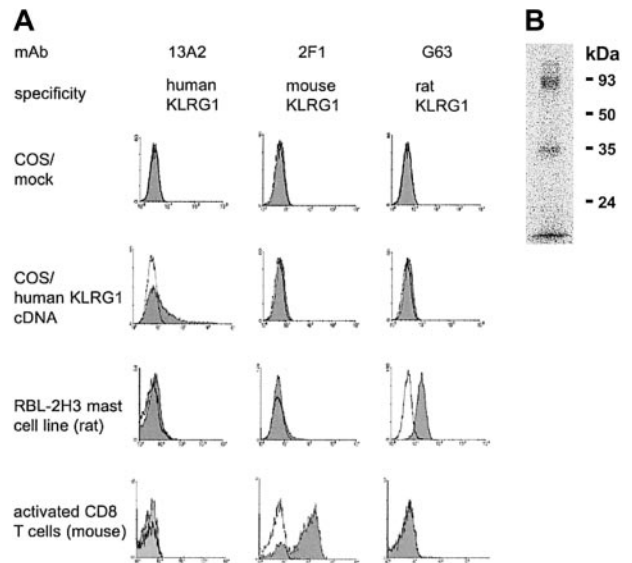 A
B
mAb 13A2 2F1 G63
specificity human KLRG1 mouse KLRG1 rat KLRG1
COS/
mock
COS/
human KLRG1
cDNA
RBL-2H3 mast
cell line (rat)
activated CD8
T cells (mouse)
kDa
93
50
35
24